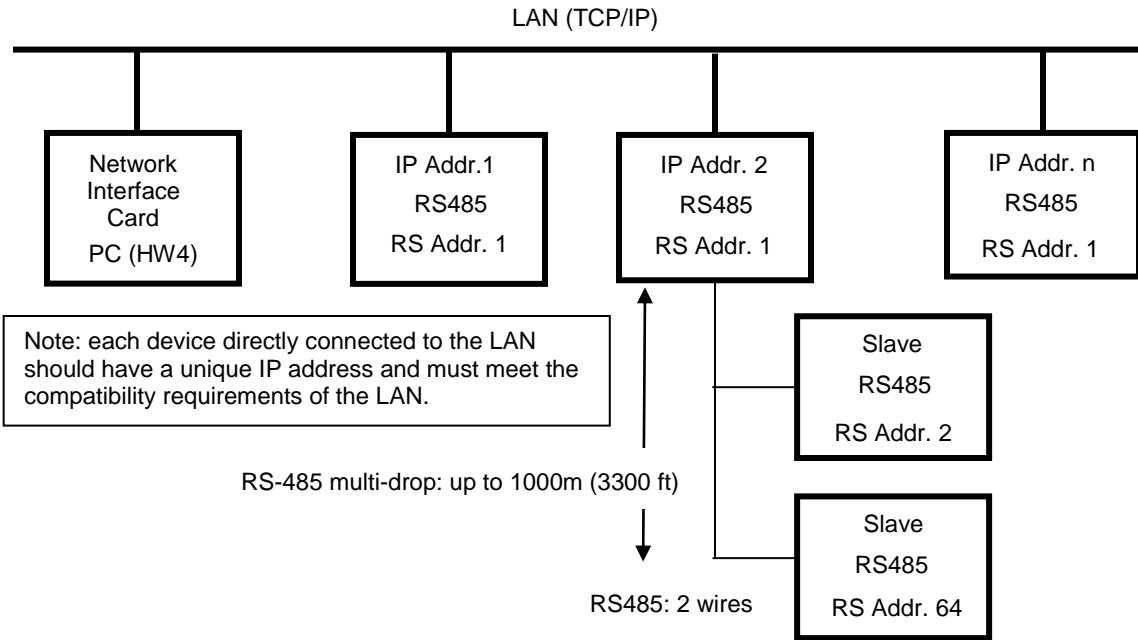 LAN (TCP/IP)
Network
Interface
Card
PC (HW4)
IP Addr.1
RS485
RS Addr. 1
IP Addr. 2
RS485
RS Addr. 1
IP Addr. n
RS485
RS Addr. 1
Note: each device directly connected to the LAN
should have a unique IP address and must meet the
compatibility requirements of the LAN.
Slave
RS485
RS Addr. 2
RS-485 multi-drop: up to 1000m (3300 ft)
Slave
RS485
RS Addr. 64
RS485: 2 wires